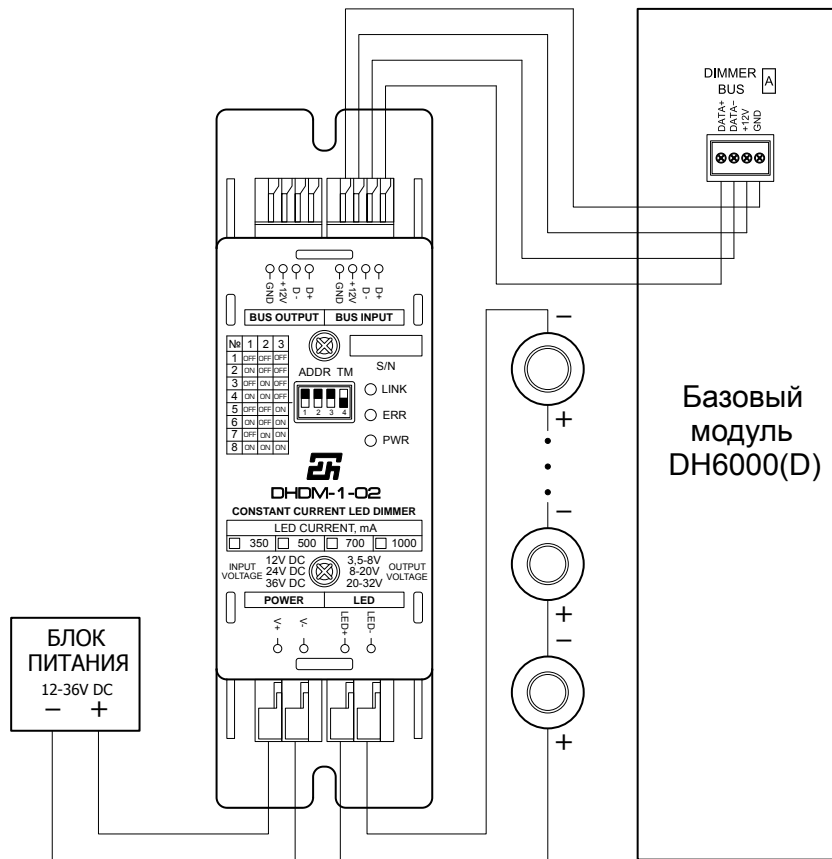 DIMMER
BUS
A
DATA+
DATA−
+12V
GND
GND
+12V
D -
D+
GND
+12V
D -
D+
BUS OUTPUT BUS INPUT
№ 1 2 3
1 OFF OFF OFF
2 ON OFF OFF
3 OFF ON OFF
4 ON ON OFF
5 OFF OFF ON
6 ON OFF ON
7 OFF ON ON
8 ON ON ON
S/N
ADDR TM
1 2 3 4
LINK
ERR
PWR
DHDM-1-02
CONSTANT CURRENT LED DIMMER
LED CURRENT, mA
350 500 700 1000
INPUT VOLTAGE
12V DC 3,5-8V
24V DC 8-20V
36V DC 20-32V
OUTPUT VOLTAGE
POWER LED
V+
V-
LED+
LED-
−
+
−
+
−
+
Базовый
модуль
DH6000(D)
БЛОК
ПИТАНИЯ
12-36V DC
− +